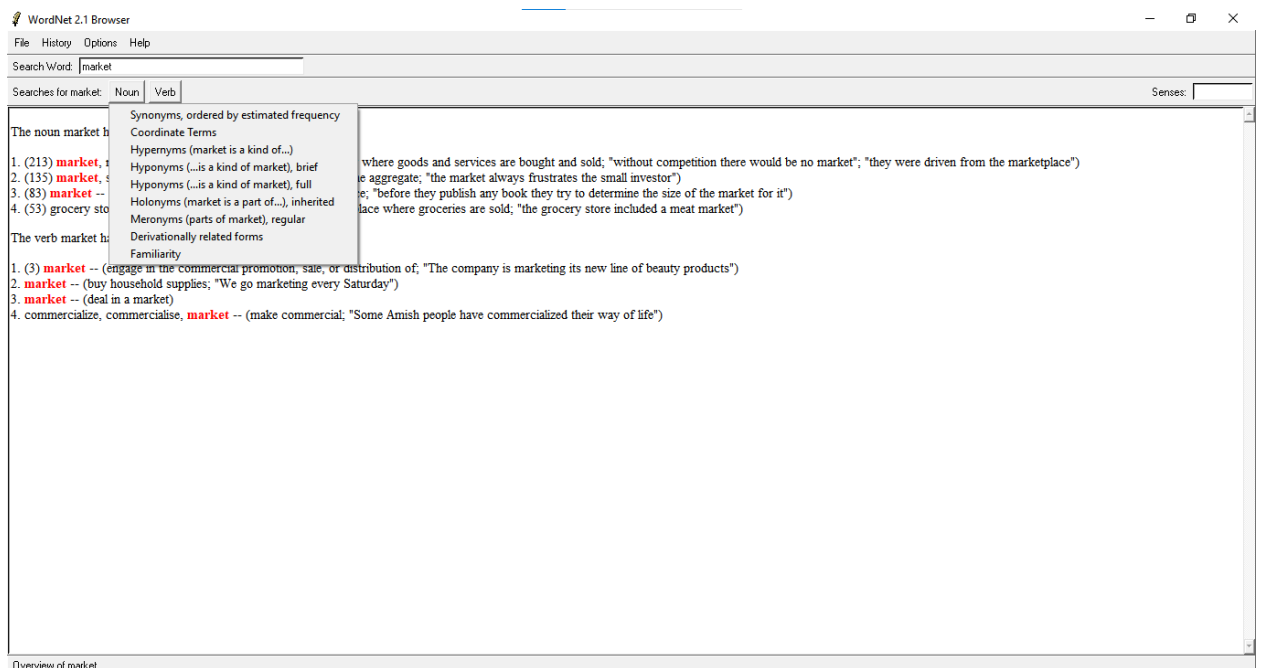 WordNet 2.1 Browser
File History Options Help
Search Word: market
Searches for market: Noun Verb Senses:
Synonyms, ordered by estimated frequency
Coordinate Terms
Hypernyms (market is a kind of...)
Hyponyms (...is a kind of market), brief
Hyponyms (...is a kind of market), full
Holonyms (market is a part of...), inherited
Meronyms (parts of market), regular
Derivationally related forms
Familiarity
The noun market
1. (213) market, where goods and services are bought and sold; "without competition there would be no market"; "they were driven from the marketplace")
2. (135) market, aggregate; "the market always frustrates the small investor")
3. (83) market -- "before they publish any book they try to determine the size of the market for it")
4. (53) grocery where groceries are sold; "the grocery store included a meat market")
The verb market
1. (3) market -- (engage in the commercial promotion, sale, or distribution of; "The company is marketing its new line of beauty products")
2. market -- (buy household supplies; "We go marketing every Saturday")
3. market -- (deal in a market)
4. commercialize, commercialise, market -- (make commercial; "Some Amish people have commercialized their way of life")
Overview of market